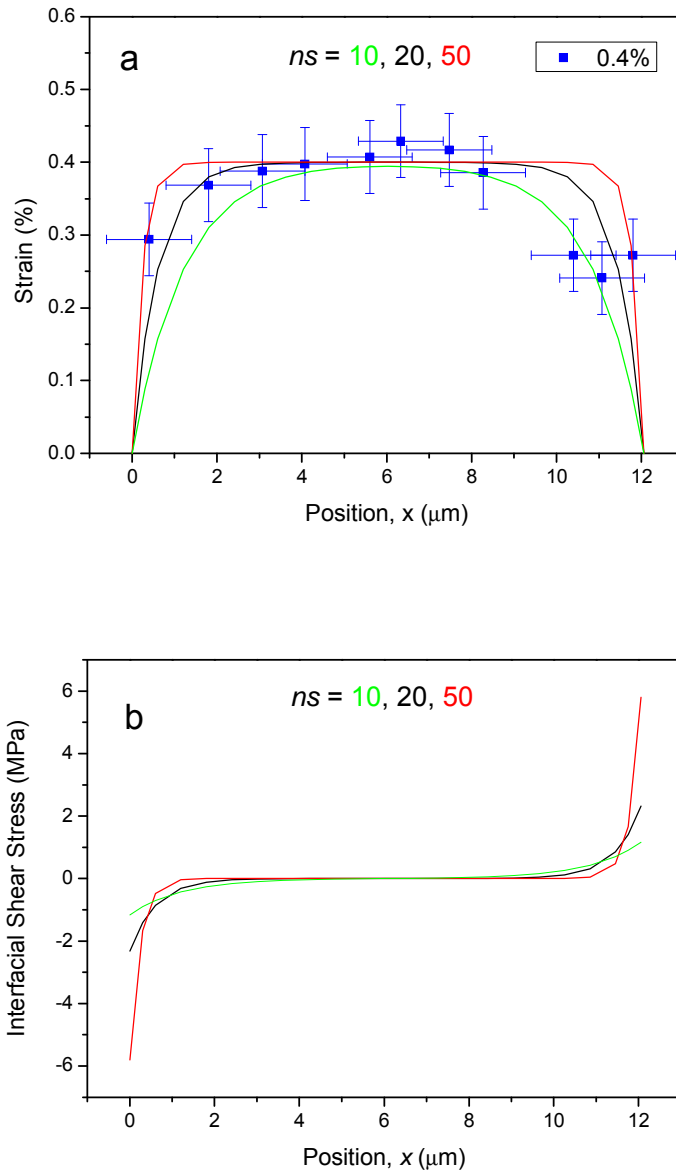 0.6
a
ns = 10, 20, 50
0.4%
0.5
0.4
0.3
0.2
0.1
0.0
Strain (%)
0 2 4 6 8 10 12
Position, x (μm)
b
ns = 10, 20, 50
6
4
2
0
-2
-4
-6
Interfacial Shear Stress (MPa)
0 2 4 6 8 10 12
Position, x (μm)